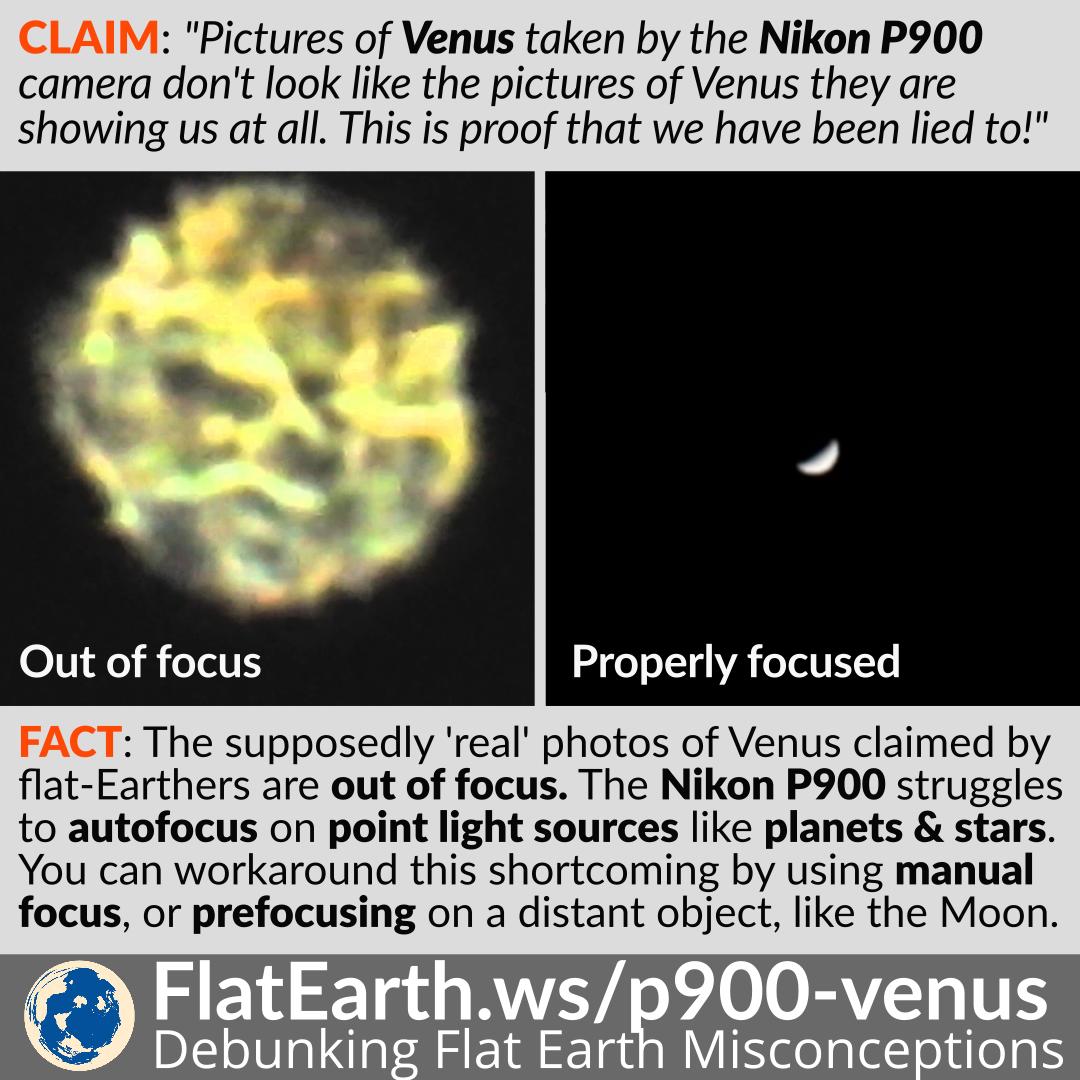 CLAIM: "Pictures of Venus taken by the Nikon P900
camera don't look like the pictures of Venus they are
showing us at all. This is proof that we have been lied to!"
Out of focus
Properly focused
FACT: The supposedly 'real' photos of Venus claimed by
flat-Earthers are out of focus. The Nikon P900 struggles
to autofocus on point light sources like planets & stars.
You can workaround this shortcoming by using manual
focus, or prefocusing on a distant object, like the Moon.
FlatEarth.ws/p900-venus
Debunking Flat Earth Misconceptions